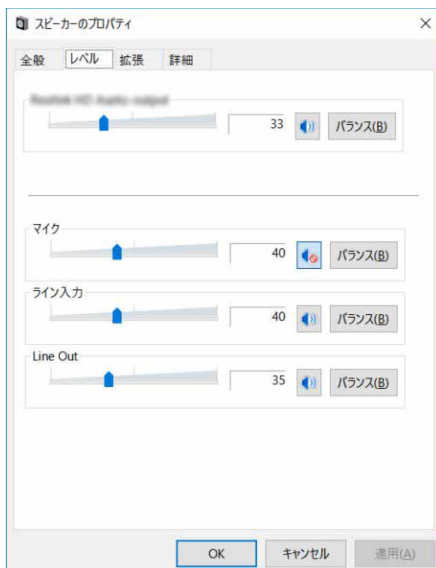 スピーカーのプロパティ
全般 レベル 拡張 詳細
33 バランス(B)
マイク
40 バランス(B)
ライン入力
40 バランス(B)
Line Out
35 バランス(B)
OK キャンセル 適用(A)